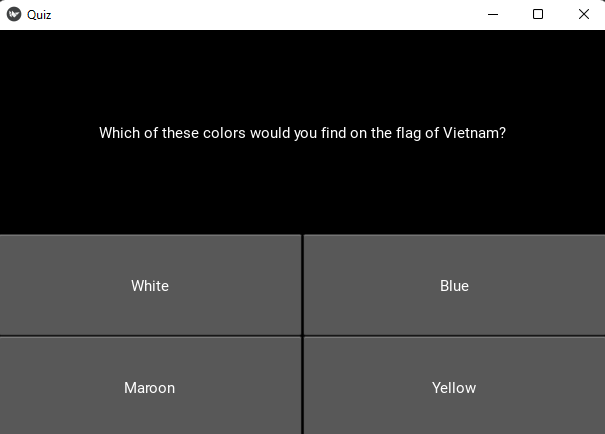 Quiz
Which of these colors would you find on the flag of Vietnam?
White
Blue
Maroon
Yellow